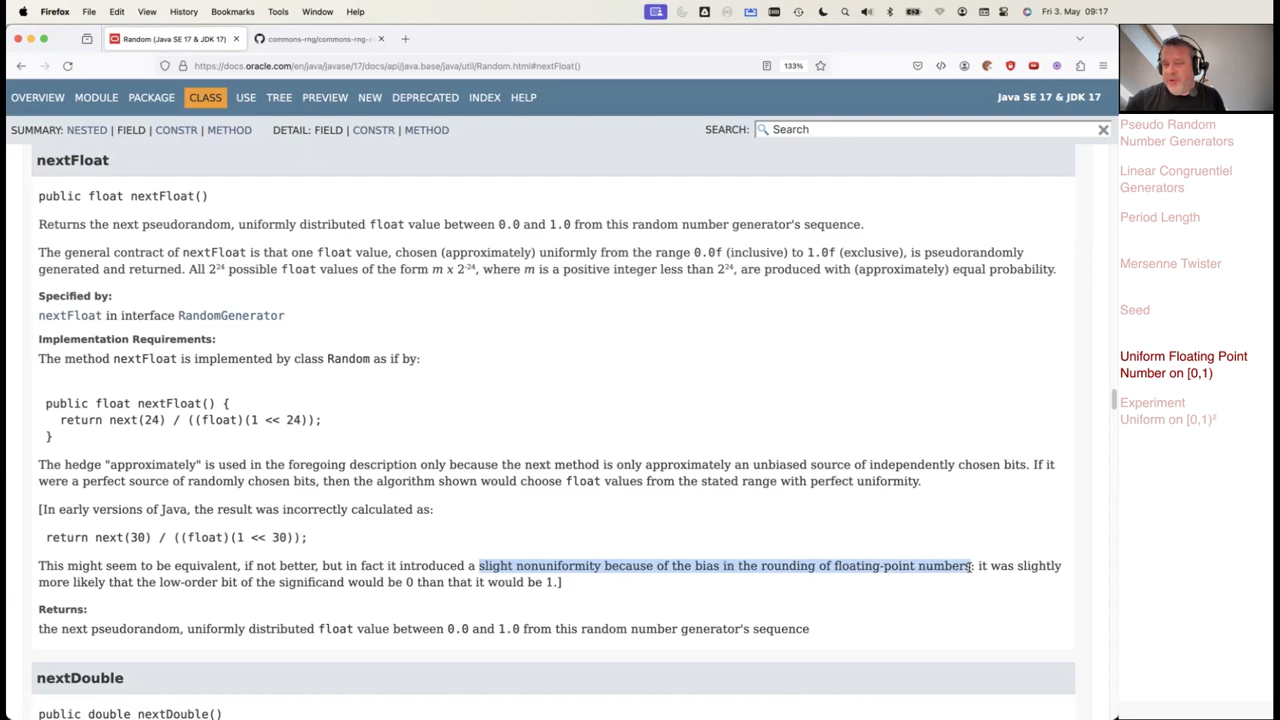 Firefox File Edit View History Bookmarks Tools Window Help Fri 3. May 09:17
Random (Java SE 17 & JDK 17) commons-rng/commons-rng-c
https://docs.oracle.com/en/java/javase/17/docs/api/java.base/java/util/Random.html#nextFloat() 133%
OVERVIEW MODULE PACKAGE CLASS USE TREE PREVIEW NEW DEPRECATED INDEX HELP Java SE 17 & JDK 17
SUMMARY: NESTED | FIELD | CONSTR | METHOD DETAIL: FIELD | CONSTR | METHOD SEARCH: Search
nextFloat
public float nextFloat()
Returns the next pseudorandom, uniformly distributed float value between 0.0 and 1.0 from this random number generator's sequence.
The general contract of nextFloat is that one float value, chosen (approximately) uniformly from the range 0.0f (inclusive) to 1.0f (exclusive), is pseudorandomly
generated and returned. All 2²⁴ possible float values of the form m x 2⁻²⁴, where m is a positive integer less than 2²⁴, are produced with (approximately) equal probability.
Specified by:
nextFloat in interface RandomGenerator
Implementation Requirements:
The method nextFloat is implemented by class Random as if by:
public float nextFloat() {
return next(24) / ((float)(1 << 24));
}
The hedge "approximately" is used in the foregoing description only because the next method is only approximately an unbiased source of independently chosen bits. If it
were a perfect source of randomly chosen bits, then the algorithm shown would choose float values from the stated range with perfect uniformity.
[In early versions of Java, the result was incorrectly calculated as:
return next(30) / ((float)(1 << 30));
This might seem to be equivalent, if not better, but in fact it introduced a slight nonuniformity because of the bias in the rounding of floating-point numbers: it was slightly
more likely that the low-order bit of the significand would be 0 than that it would be 1.]
Returns:
the next pseudorandom, uniformly distributed float value between 0.0 and 1.0 from this random number generator's sequence
nextDouble
public double nextDouble()
Pseudo Random
Number Generators
Linear Congruentiel
Generators
Period Length
Mersenne Twister
Seed
Uniform Floating Point
Number on [0,1)
Experiment
Uniform on [0,1)²